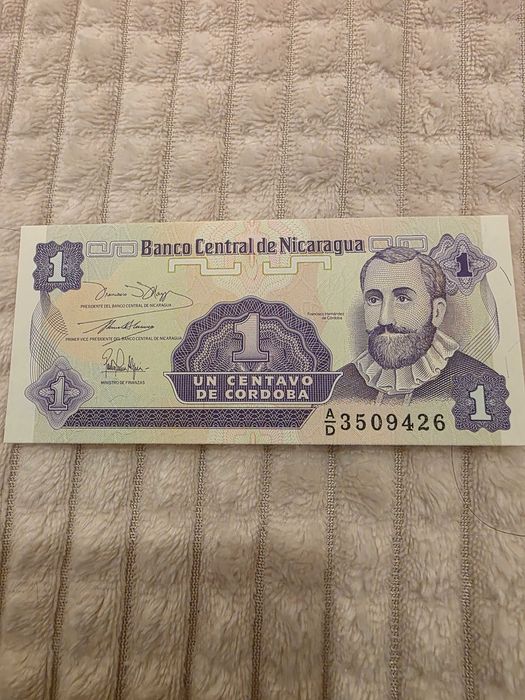 Banco Central de Nicaragua
1
1
PRESIDENTE DEL BANCO CENTRAL DE NICARAGUA
Francisco Hernández
de Córdoba
PRIMER VICE PRESIDENTE DEL BANCO CENTRAL DE NICARAGUA
1
MINISTRO DE FINANZAS
UN CENTAVO
DE CORDOBA
1
1
A/D 3509426